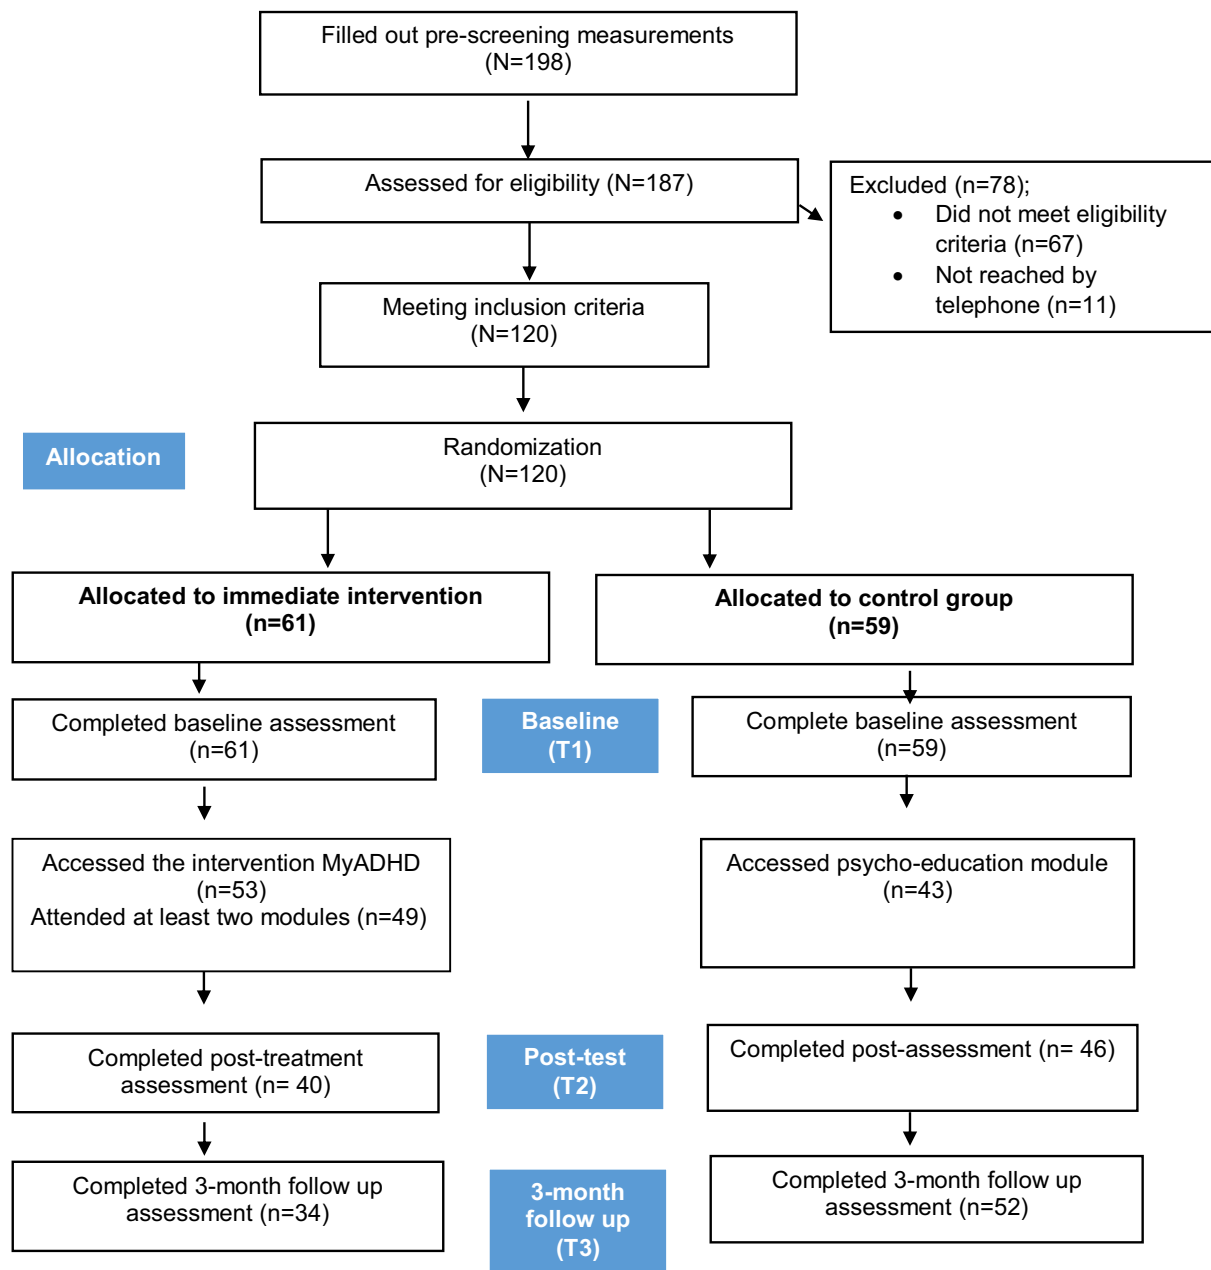 Filled out pre-screening measurements
(N=198)
Assessed for eligibility (N=187)
Excluded (n=78);
• Did not meet eligibility
criteria (n=67)
• Not reached by
telephone (n=11)
Meeting inclusion criteria
(N=120)
Allocation
Randomization
(N=120)
Allocated to immediate intervention
(n=61)
Allocated to control group
(n=59)
Completed baseline assessment
(n=61)
Baseline
(T1)
Complete baseline assessment
(n=59)
Accessed the intervention MyADHD
(n=53)
Attended at least two modules (n=49)
Accessed psycho-education module
(n=43)
Completed post-treatment
assessment (n= 40)
Post-test
(T2)
Completed post-assessment (n= 46)
Completed 3-month follow up
assessment (n=34)
3-month
follow up
(T3)
Completed 3-month follow up
assessment (n=52)